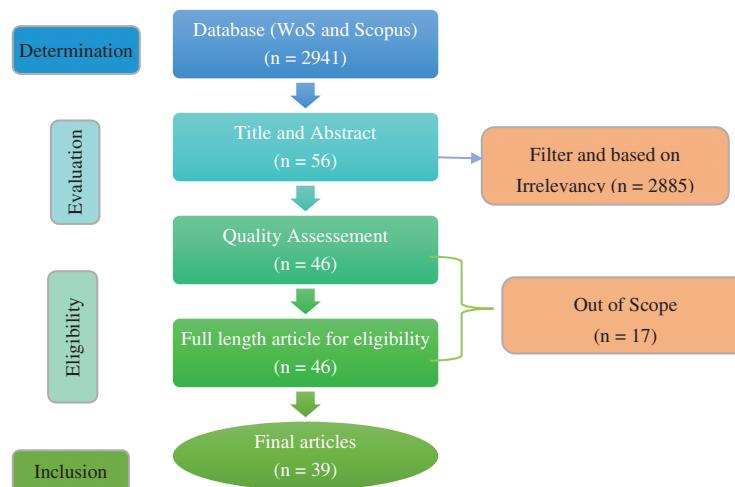 Determination
Database (WoS and Scopus)
(n = 2941)
Evaluation
Title and Abstract
(n = 56)
Filter and based on
Irrelevancy (n = 2885)
Eligibility
Quality Assessement
(n = 46)
Full length article for eligibility
(n = 46)
Out of Scope
(n = 17)
Inclusion
Final articles
(n = 39)